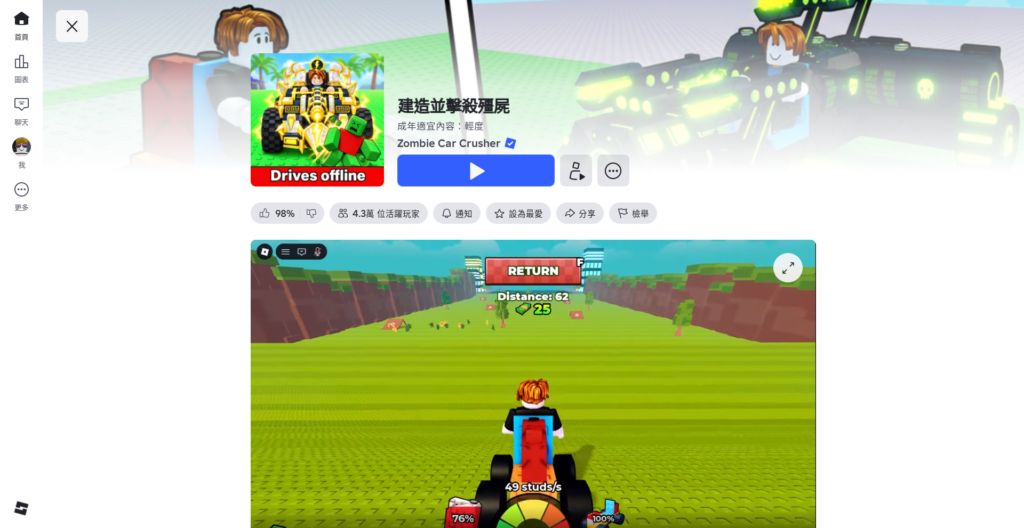 首頁
圖表
聊天
我
更多
Drives offline
建造並擊殺殭屍
成年適宜內容：輕度
Zombie Car Crusher
98%
4.3萬 位活躍玩家
通知
設為最愛
分享
檢舉
RETURN
F
Distance: 62
25
49 studs/s
76%
100%